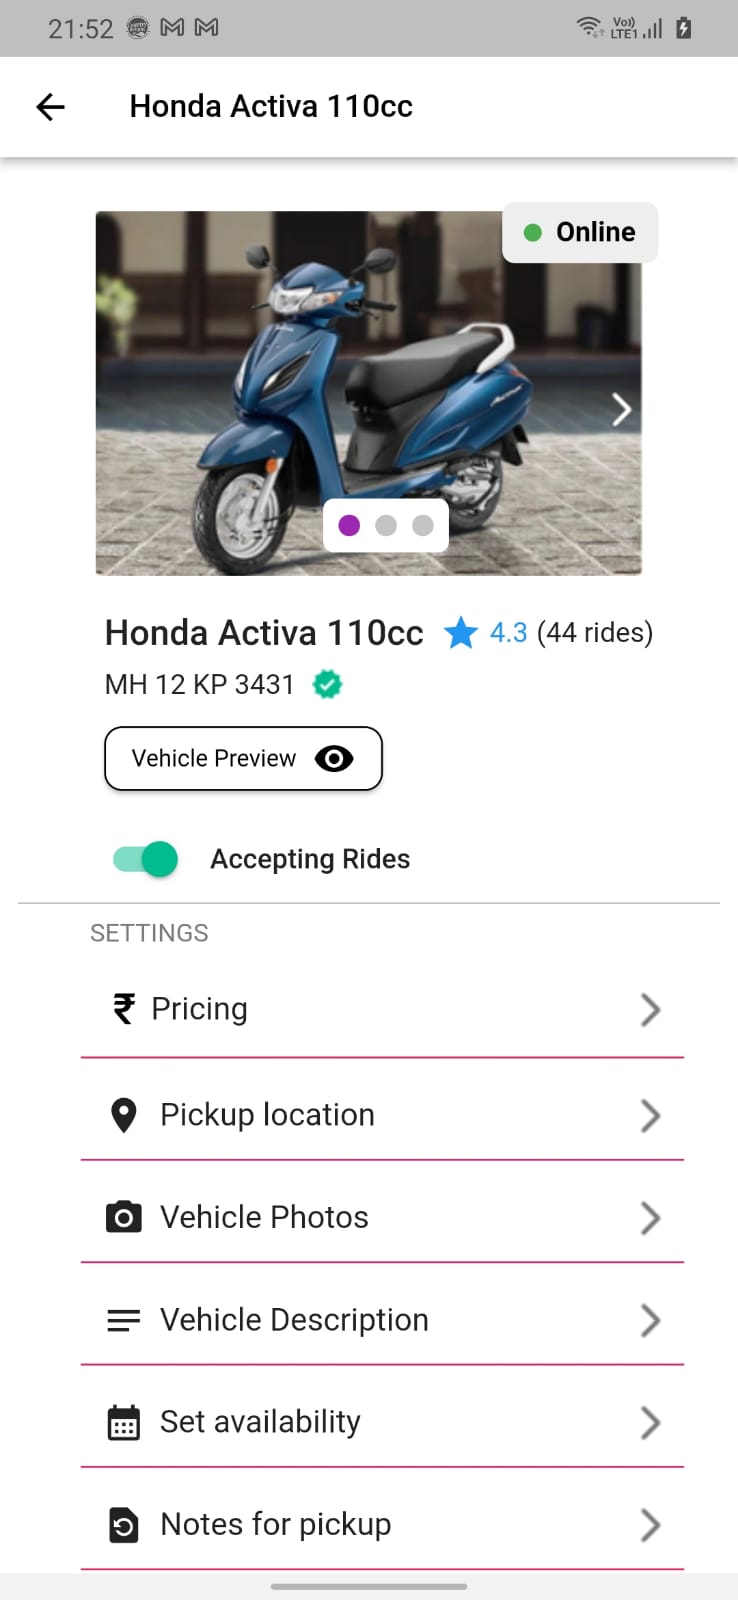 21:52 Vo)) LTE1
Honda Activa 110cc
Online
Honda Activa 110cc 4.3 (44 rides)
MH 12 KP 3431
Vehicle Preview
Accepting Rides
SETTINGS
₹ Pricing
Pickup location
Vehicle Photos
Vehicle Description
Set availability
Notes for pickup